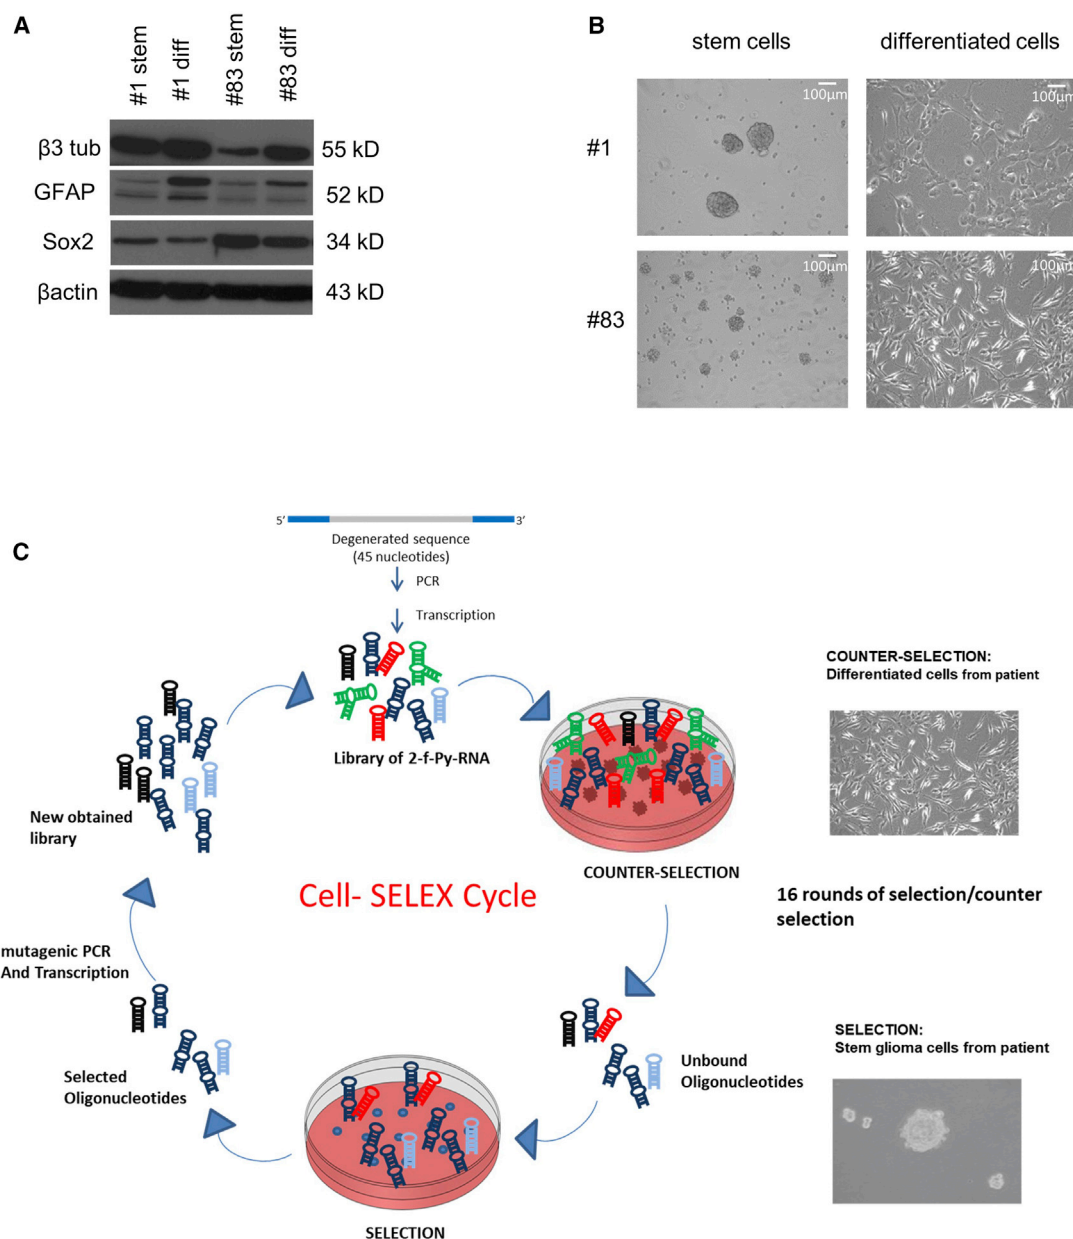 A
#1 stem
#1 diff
#83 stem
#83 diff
β3 tub
55 kD
GFAP
52 kD
Sox2
34 kD
βactin
43 kD
B
stem cells
differentiated cells
#1
100µm
100µm
#83
100µm
100µm
C
5’
3’
Degenerated sequence
(45 nucleotides)
PCR
Transcription
Library of 2-f-Py-RNA
COUNTER-SELECTION:
Differentiated cells from patient
COUNTER-SELECTION
16 rounds of selection/counter
selection
New obtained
library
Cell- SELEX Cycle
mutagenic PCR
And Transcription
Selected
Oligonucleotides
Unbound
Oligonucleotides
SELECTION:
Stem glioma cells from patient
SELECTION